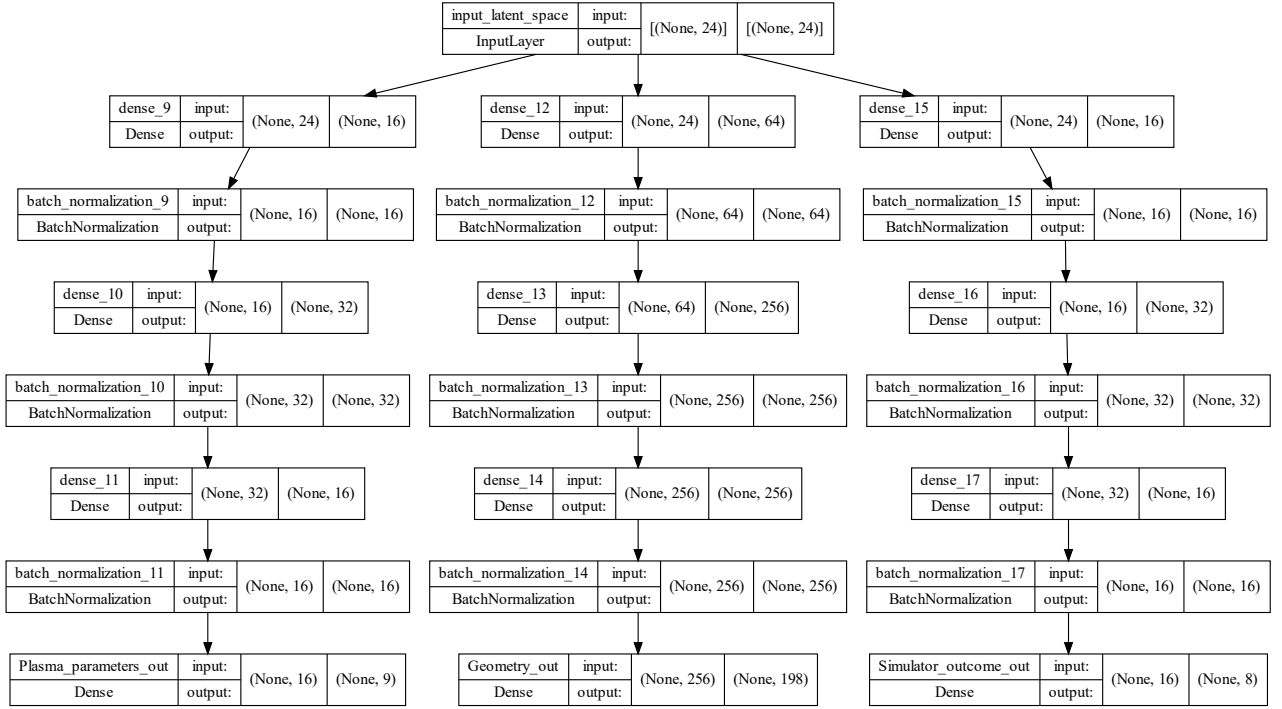 input_latent_space input: [(None, 24)] [(None, 24)]
InputLayer output:
dense_9 input: (None, 24) (None, 16)
Dense output:
dense_12 input: (None, 24) (None, 64)
Dense output:
dense_15 input: (None, 24) (None, 16)
Dense output:
batch_normalization_9 input: (None, 16) (None, 16)
BatchNormalization output:
batch_normalization_12 input: (None, 64) (None, 64)
BatchNormalization output:
batch_normalization_15 input: (None, 16) (None, 16)
BatchNormalization output:
dense_10 input: (None, 16) (None, 32)
Dense output:
dense_13 input: (None, 64) (None, 256)
Dense output:
dense_16 input: (None, 16) (None, 32)
Dense output:
batch_normalization_10 input: (None, 32) (None, 32)
BatchNormalization output:
batch_normalization_13 input: (None, 256) (None, 256)
BatchNormalization output:
batch_normalization_16 input: (None, 32) (None, 32)
BatchNormalization output:
dense_11 input: (None, 32) (None, 16)
Dense output:
dense_14 input: (None, 256) (None, 256)
Dense output:
dense_17 input: (None, 32) (None, 16)
Dense output:
batch_normalization_11 input: (None, 16) (None, 16)
BatchNormalization output:
batch_normalization_14 input: (None, 256) (None, 256)
BatchNormalization output:
batch_normalization_17 input: (None, 16) (None, 16)
BatchNormalization output:
Plasma_parameters_out input: (None, 16) (None, 9)
Dense output:
Geometry_out input: (None, 256) (None, 198)
Dense output:
Simulator_outcome_out input: (None, 16) (None, 8)
Dense output: